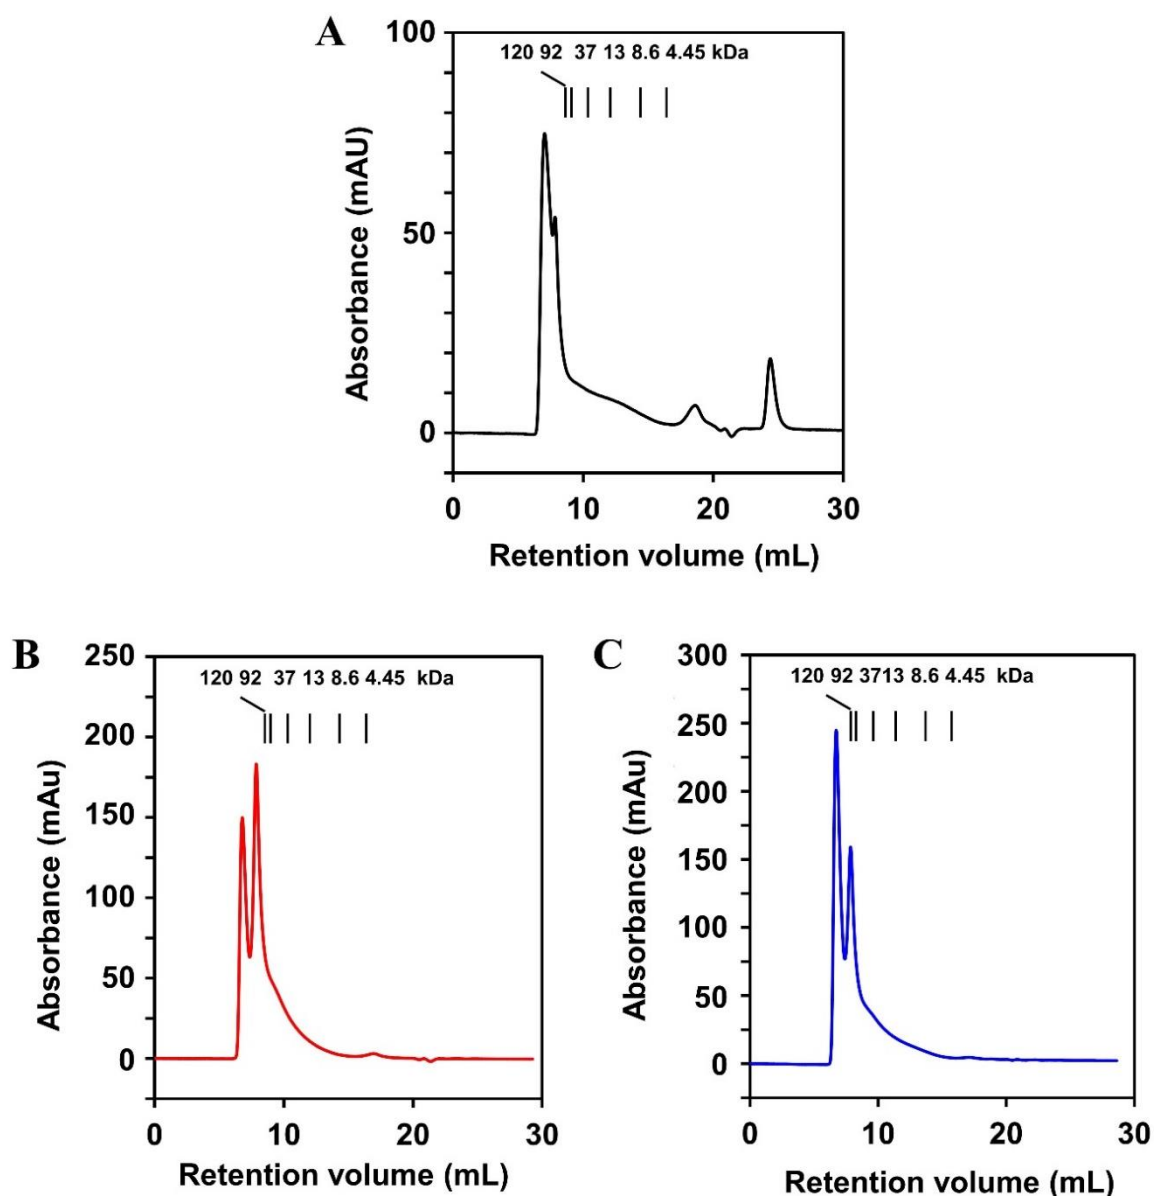 A
100
120 92 37 13 8.6 4.45 kDa
50
0
Absorbance (mAU)
0 10 20 30
Retention volume (mL)
B
250
120 92 37 13 8.6 4.45 kDa
200
150
100
50
0
Absorbance (mAu)
0 10 20 30
Retention volume (mL)
C
300
120 92 3713 8.6 4.45 kDa
250
200
150
100
50
0
Absorbance (mAu)
0 10 20 30
Retention volume (mL)